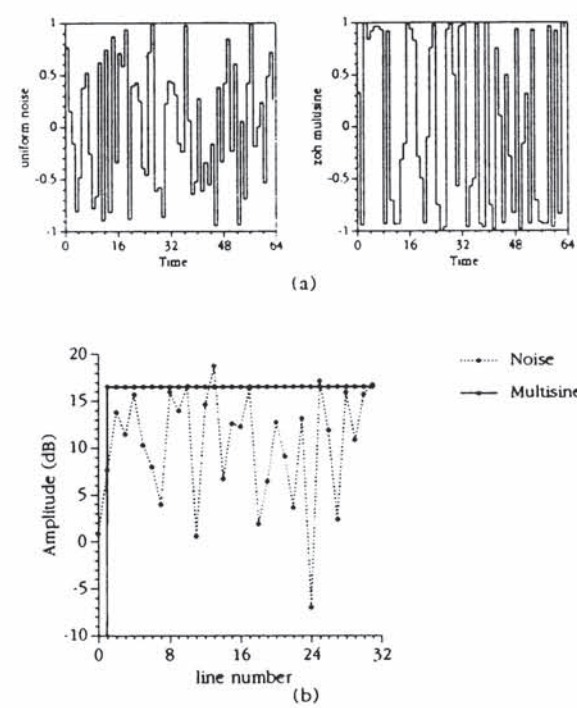 1
0.5
0
-0.5
-1
uniform noise
0 16 32 48 64
Time
1
0.5
0
-0.5
-1
zoh multisine
0 16 32 48 64
Time
(a)
20
15
10
5
0
-5
-10
Amplitude (dB)
0 8 16 24 32
line number
Noise
Multisine
(b)